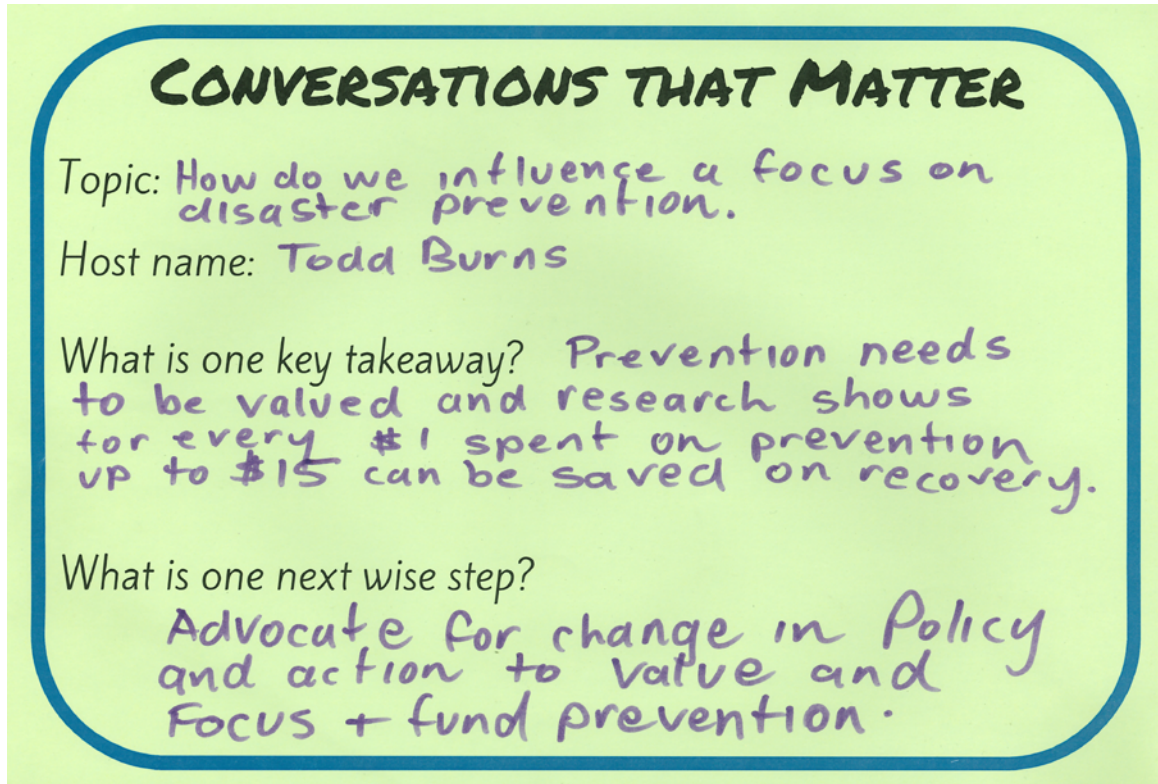 CONVERSATIONS THAT MATTER
Topic: How do we influence a focus on
disaster prevention.
Host name: Todd Burns
What is one key takeaway? Prevention needs
to be valued and research shows
for every $1 spent on prevention
up to $15 can be saved on recovery.
What is one next wise step?
Advocate for change in Policy
and action to value and
Focus + fund prevention.